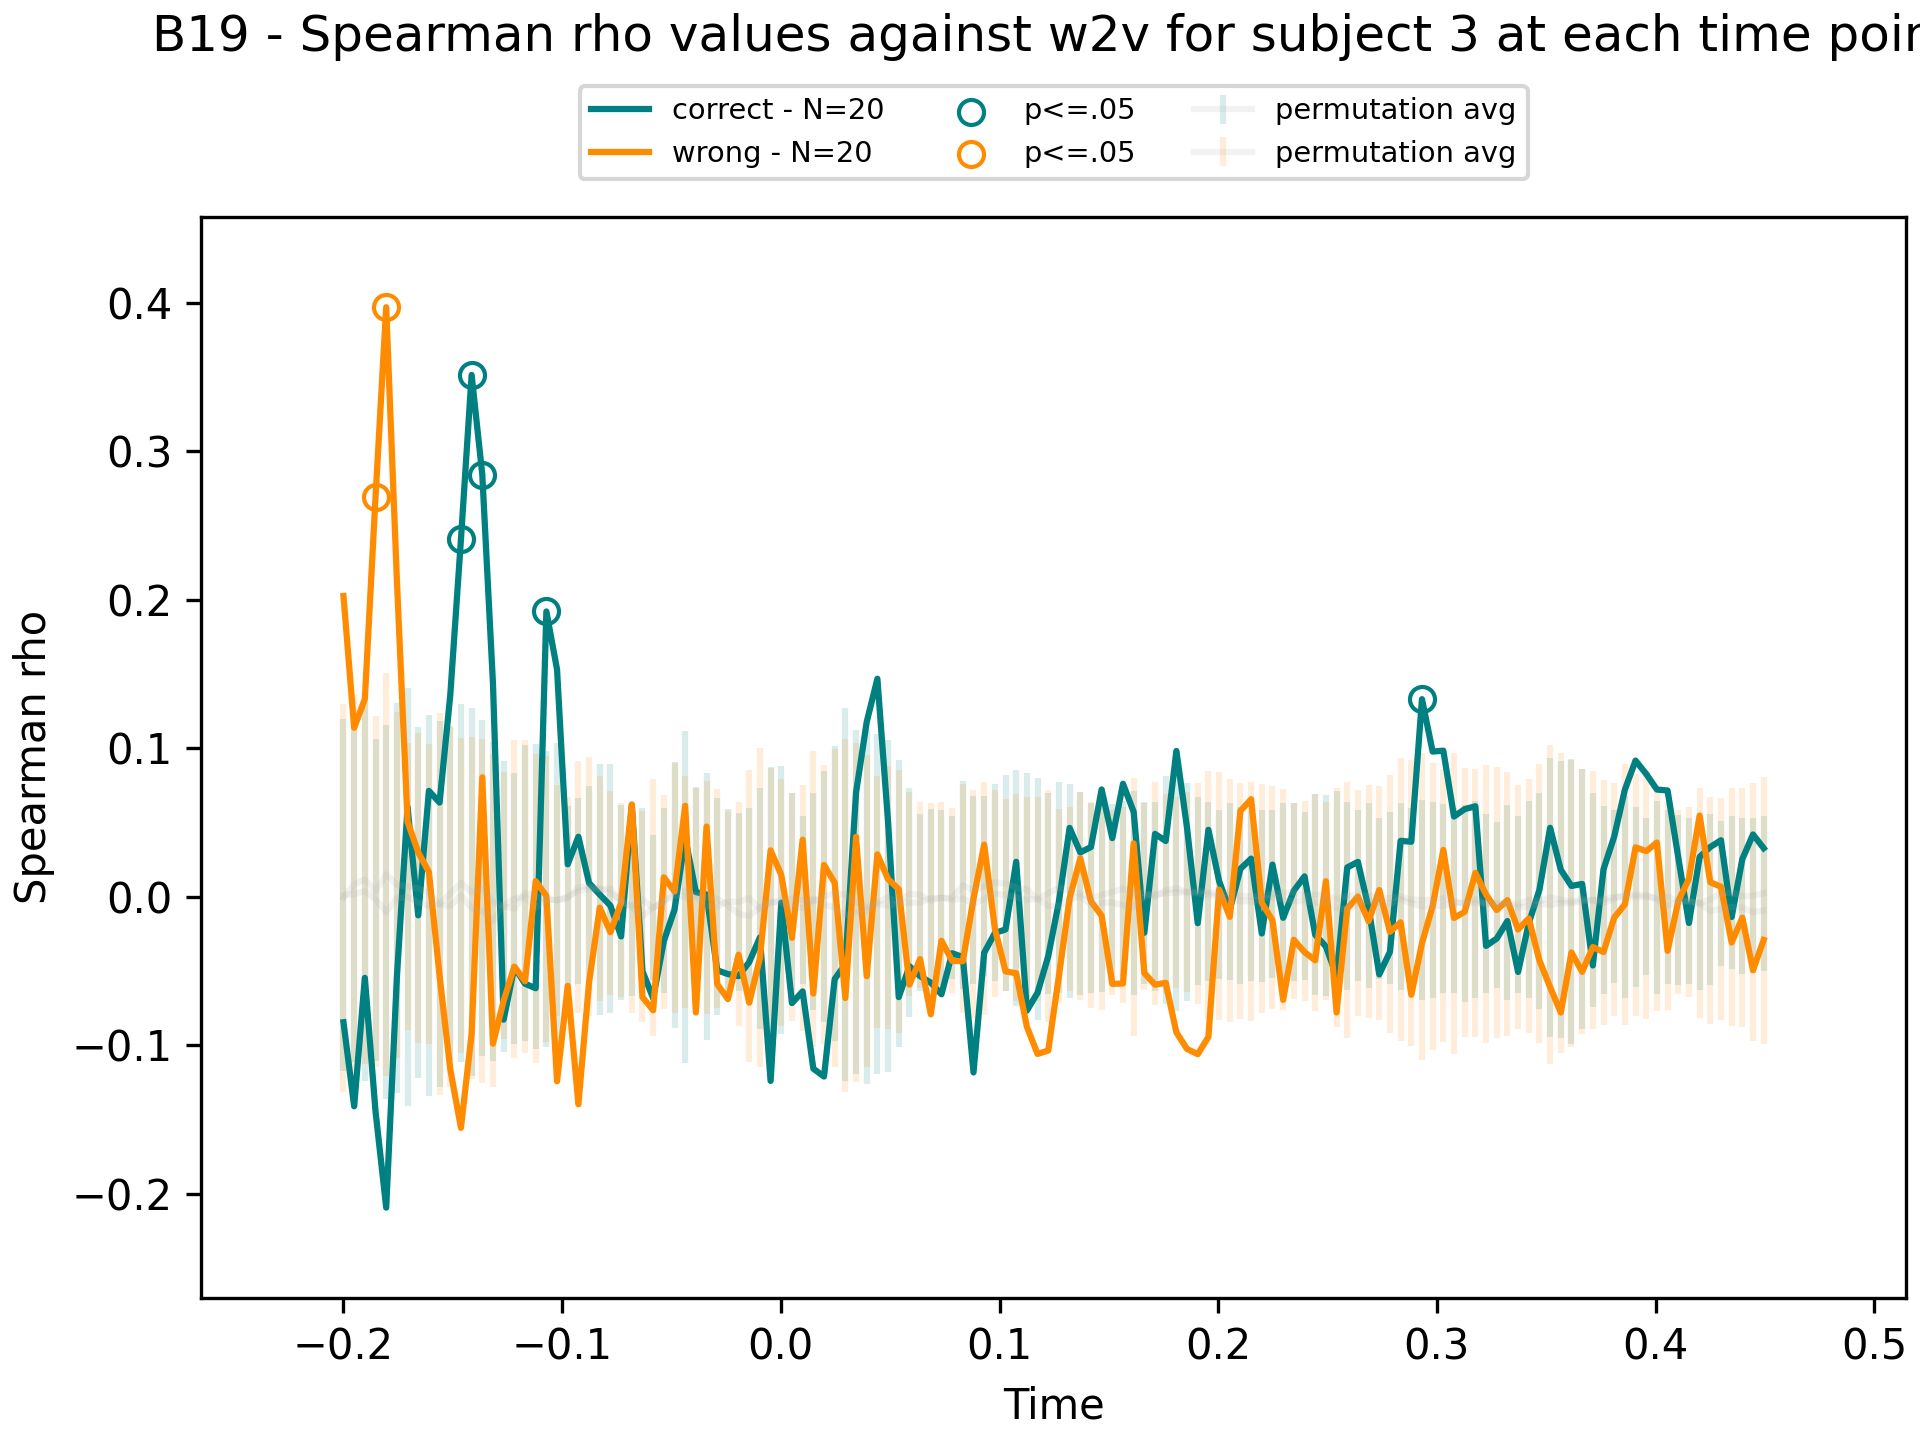 B19 - Spearman rho values against w2v for subject 3 at each time poin
correct - N=20 p<=.05 permutation avg
wrong - N=20 p<=.05 permutation avg
Spearman rho
0.4
0.3
0.2
0.1
0.0
−0.1
−0.2
−0.2 −0.1 0.0 0.1 0.2 0.3 0.4 0.5
Time